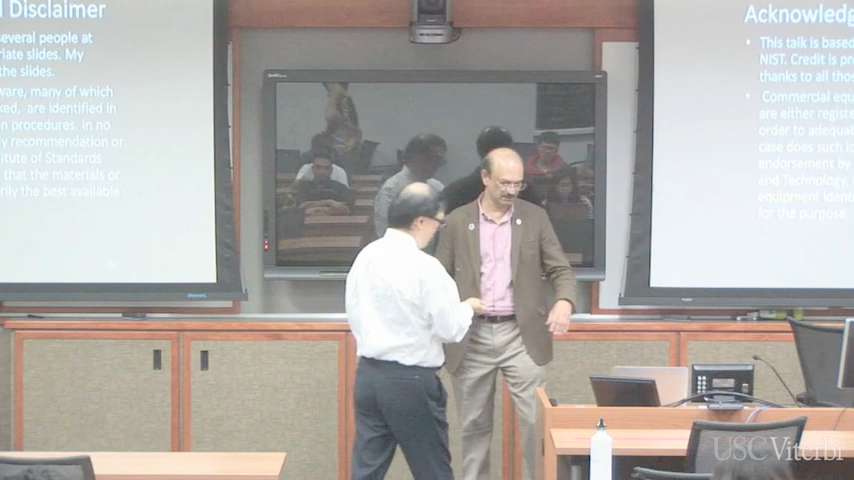 Disclaimer
several people at
riate slides. My
the slides.
ware, many of which
ked, are identified in
n procedures. In no
y recommendation or
itute of Standards
that the materials or
rily the best available
Acknowledg
• This talk is based
NIST. Credit is pr
thanks to all thos
• Commercial equ
are either registe
order to adequat
case does such id
endorsement by
and Technology,
equipment identi
for the purpose.
USC Viterbi